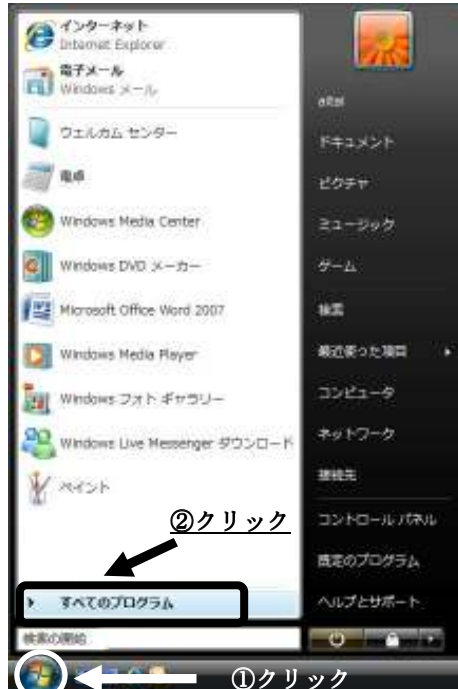 インターネット
Internet Explorer
電子メール
Windows メール
ウェルカム センター
電卓
Windows Media Center
Windows DVD メーカー
Microsoft Office Word 2007
Windows Media Player
Windows フォト ギャラリー
Windows Live Messenger ダウンロード
ペイント
②クリック
すべてのプログラム
検索の開始
①クリック
ドキュメント
ピクチャ
ミュージック
ゲーム
検索
最近使った項目
コンピュータ
ネットワーク
接続先
コントロール パネル
既定のプログラム
ヘルプとサポート